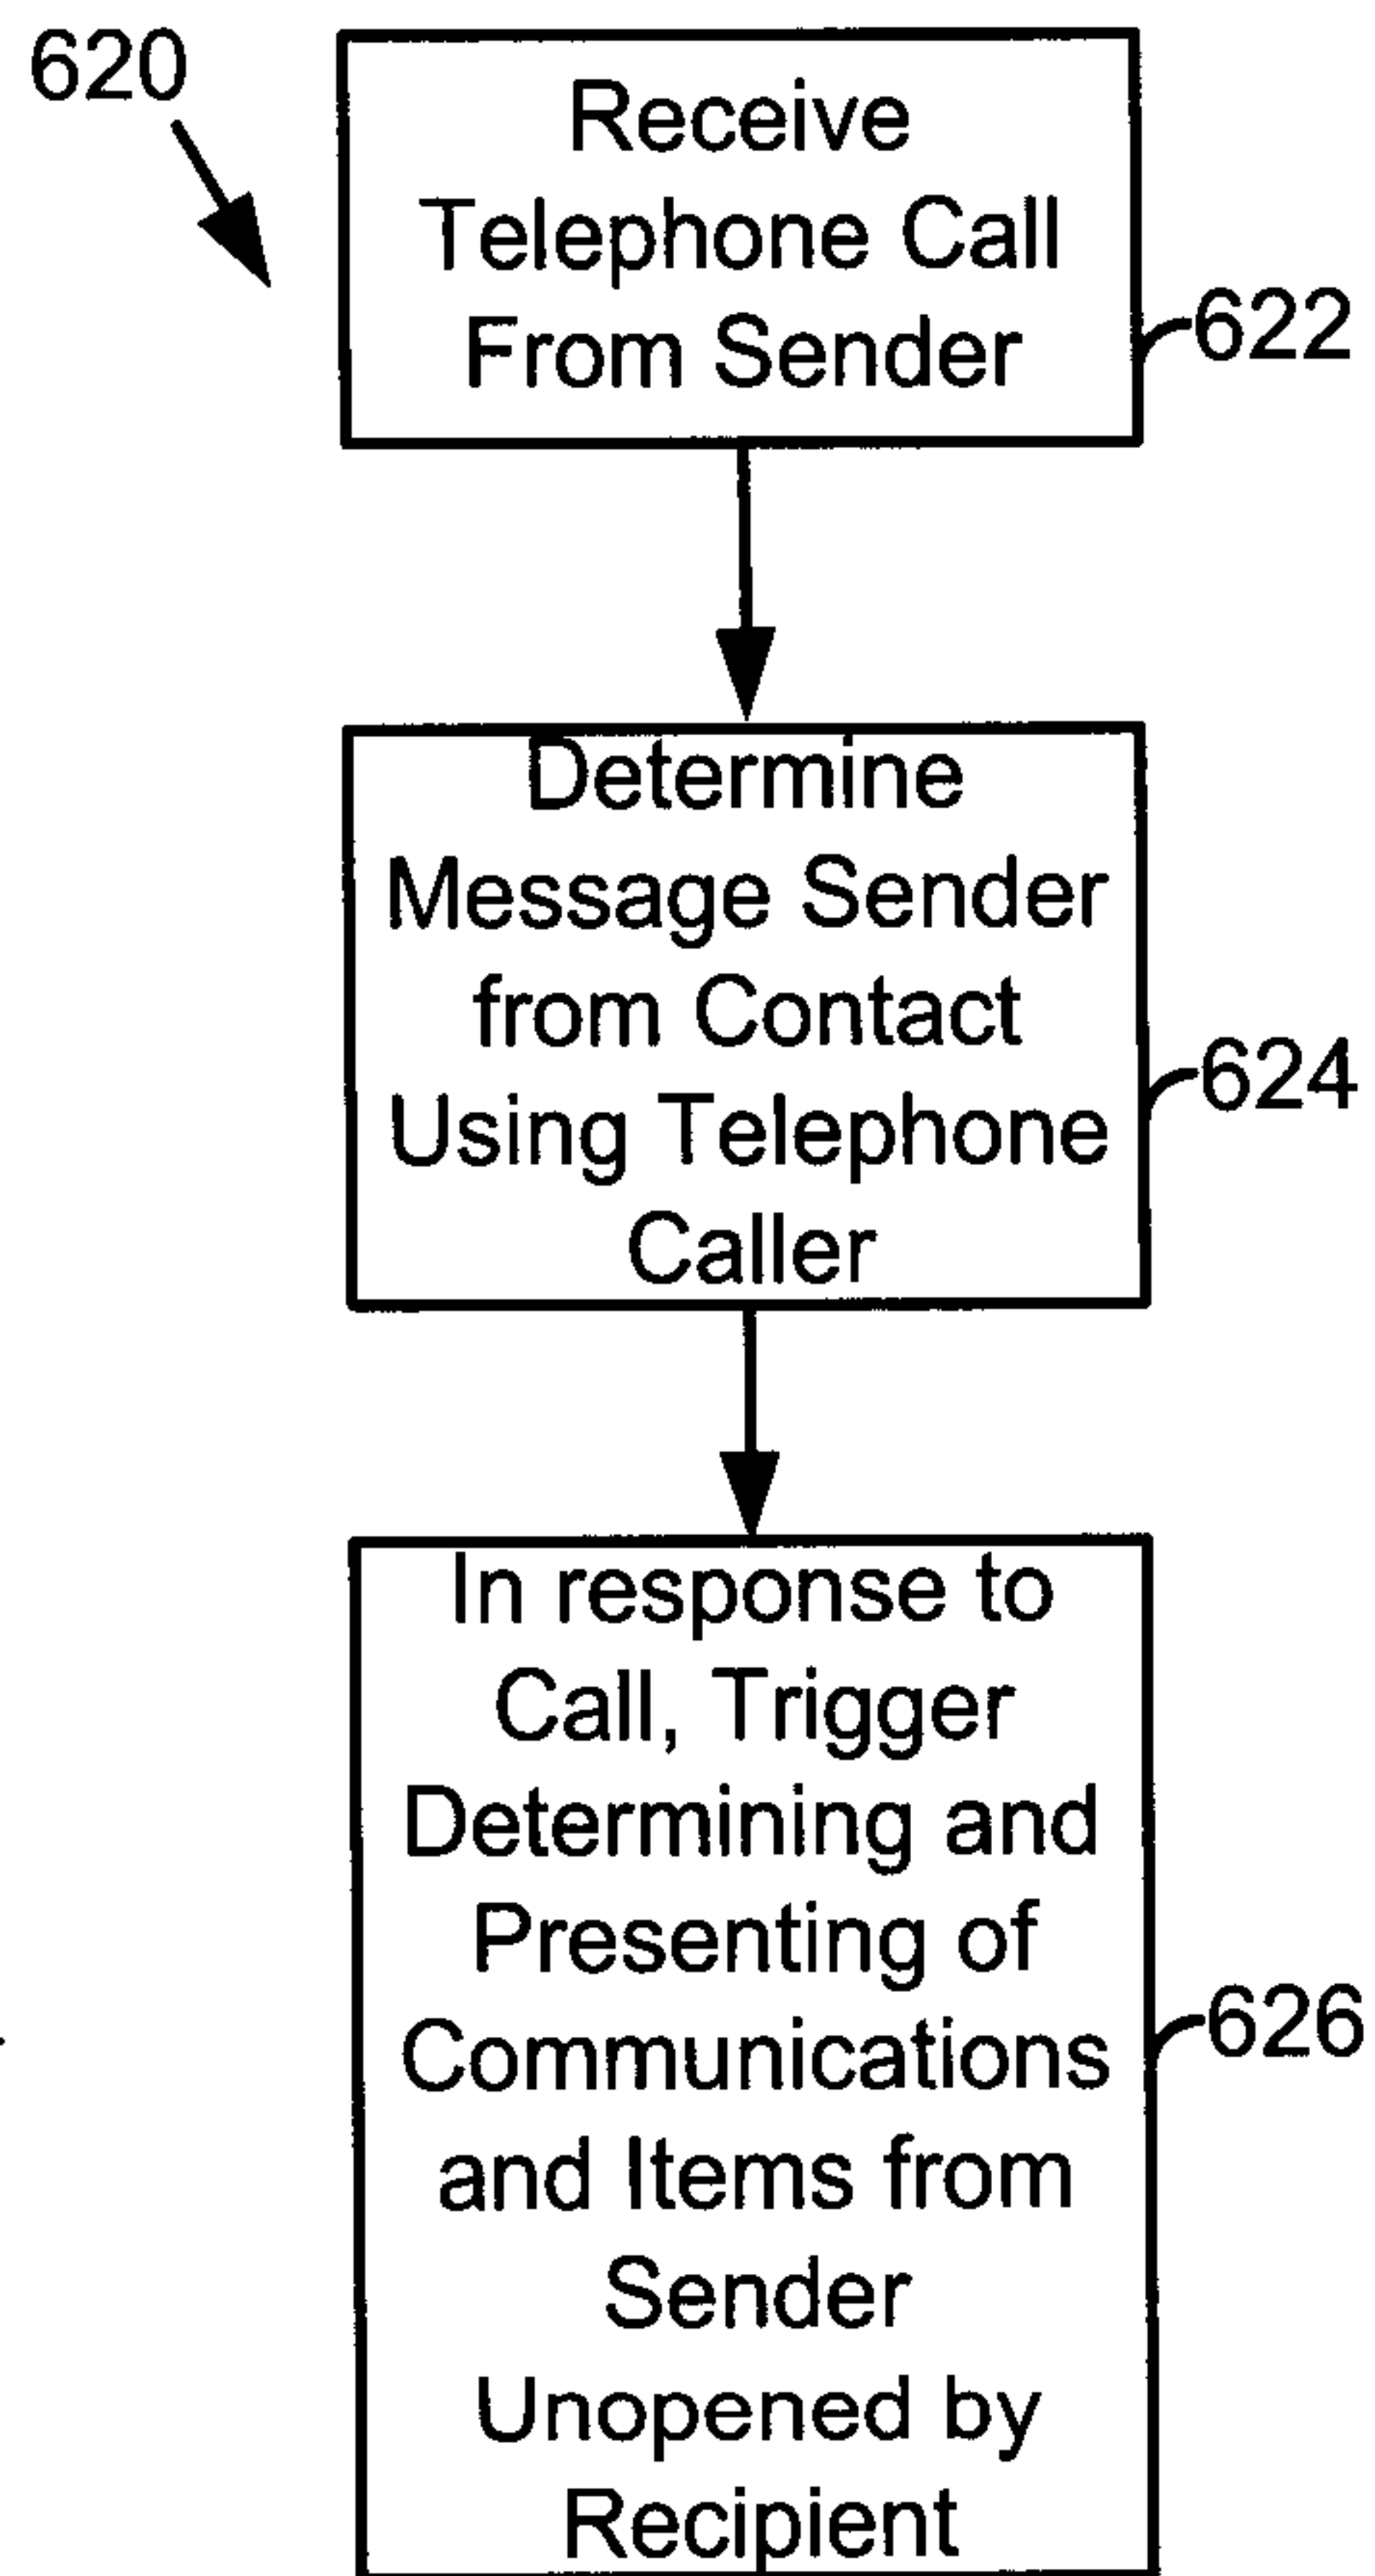 620
Receive
Telephone Call
From Sender
622
Determine
Message Sender
from Contact
Using Telephone
Caller
624
In response to
Call, Trigger
Determining and
Presenting of
Communications
and Items from
Sender
Unopened by
Recipient
626